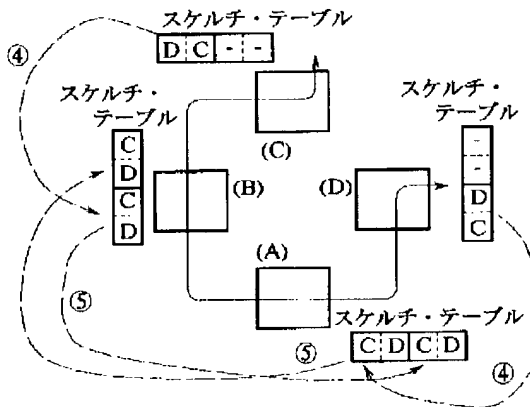 スケルチ・テーブル
④
D C - -
スケルチ・
テーブル
スケルチ・
テーブル
C
D
C
D
(C)
(B)
(D)
-
-
D
C
(A)
⑤
スケルチ・テーブル
⑤
C D C D
④